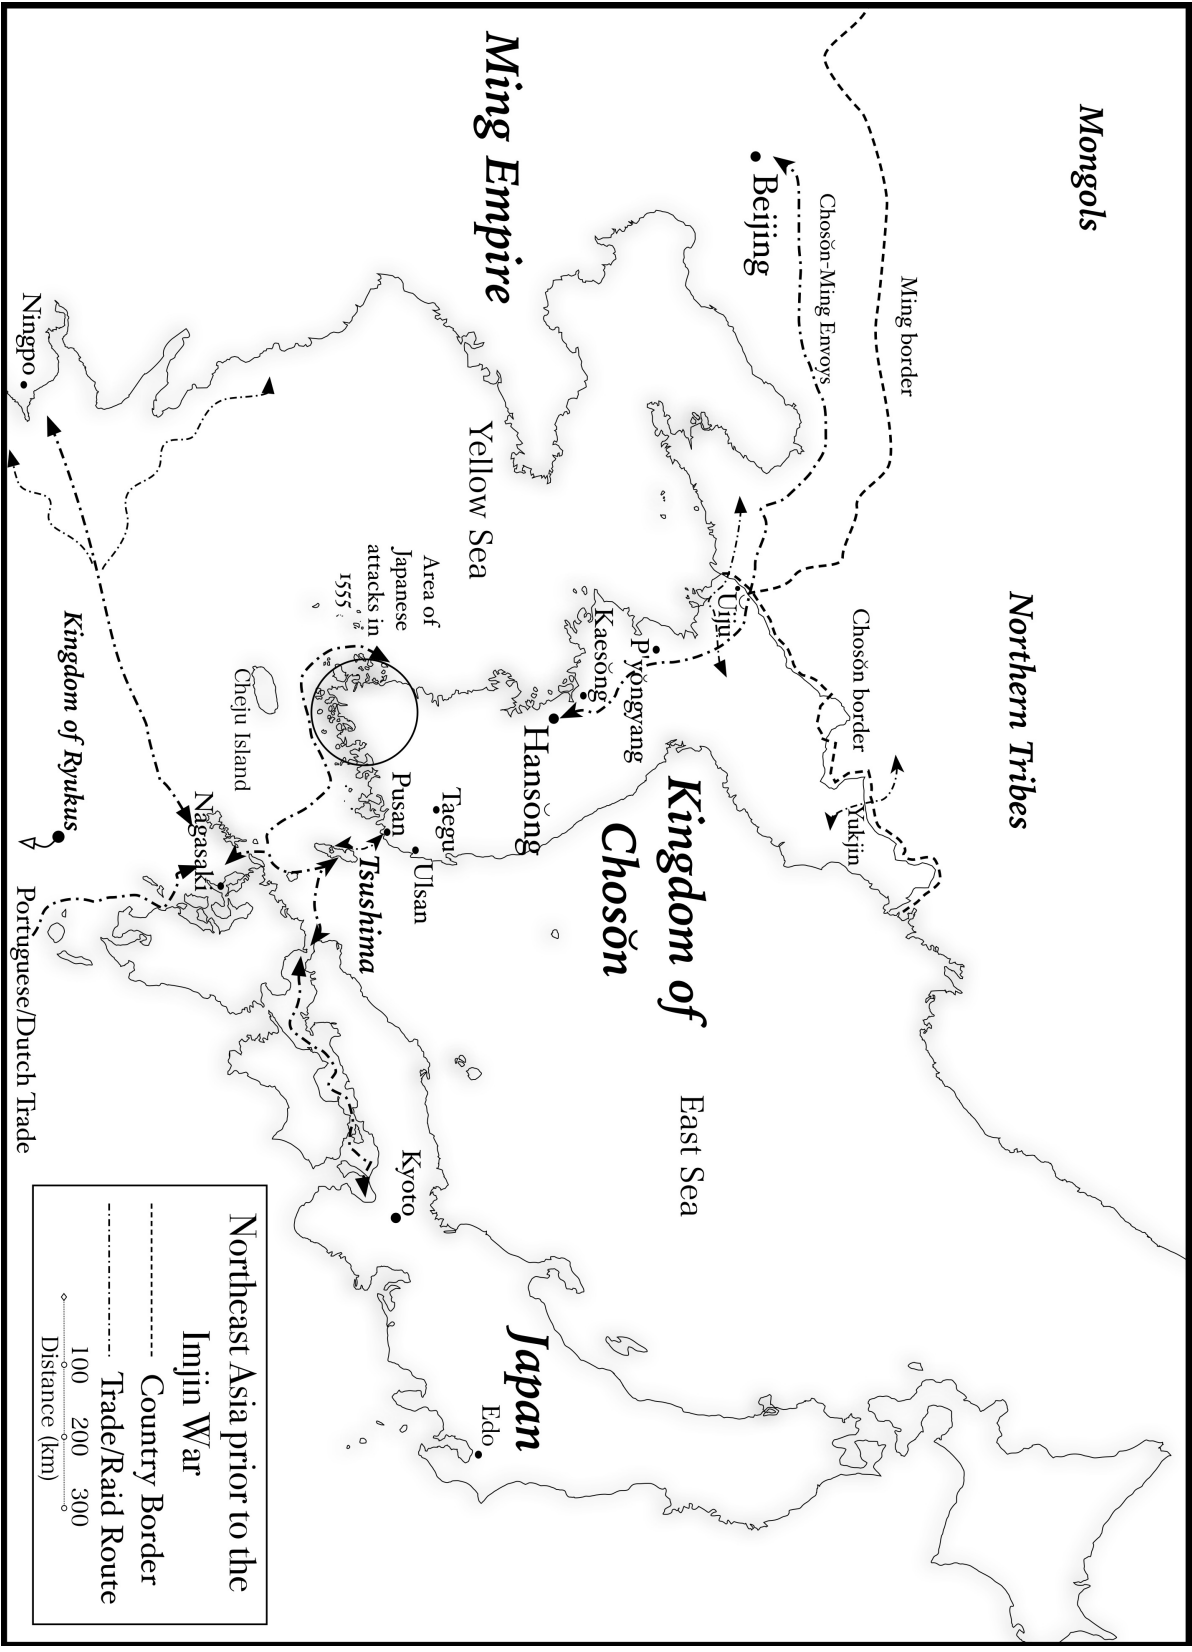 Mongols
Northern Tribes
Ming border
Chosŏn-Ming Envoys
Chosŏn border
Beijing
Yukjin
Ŭiju
P'yŏngyang
Kaesŏng
Hansŏng
Kingdom of
Chosŏn
East Sea
Ming Empire
Yellow Sea
Area of
Japanese
attacks in
1555
Taegu
Pusan
Ulsan
Tsushima
Japan
Edo
Kyoto
Cheju Island
Nagasaki
Ningpo
Kingdom of Ryukus
Portuguese/Dutch Trade
Northeast Asia prior to the
Imjin War
Country Border
Trade/Raid Route
100 200 300
Distance (km)